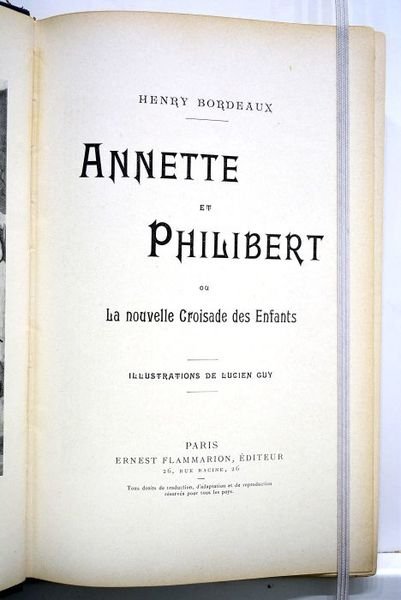 HENRY BORDEAUX
ANNETTE
ET
PHILIBERT
OU
La nouvelle Croisade des Enfants
ILLUSTRATIONS DE LUCIEN GUY
PARIS
ERNEST FLAMMARION, ÉDITEUR
26, RUE RACINE, 26
Tous droits de traduction, d'adaptation et de reproduction
réservés pour tous les pays.